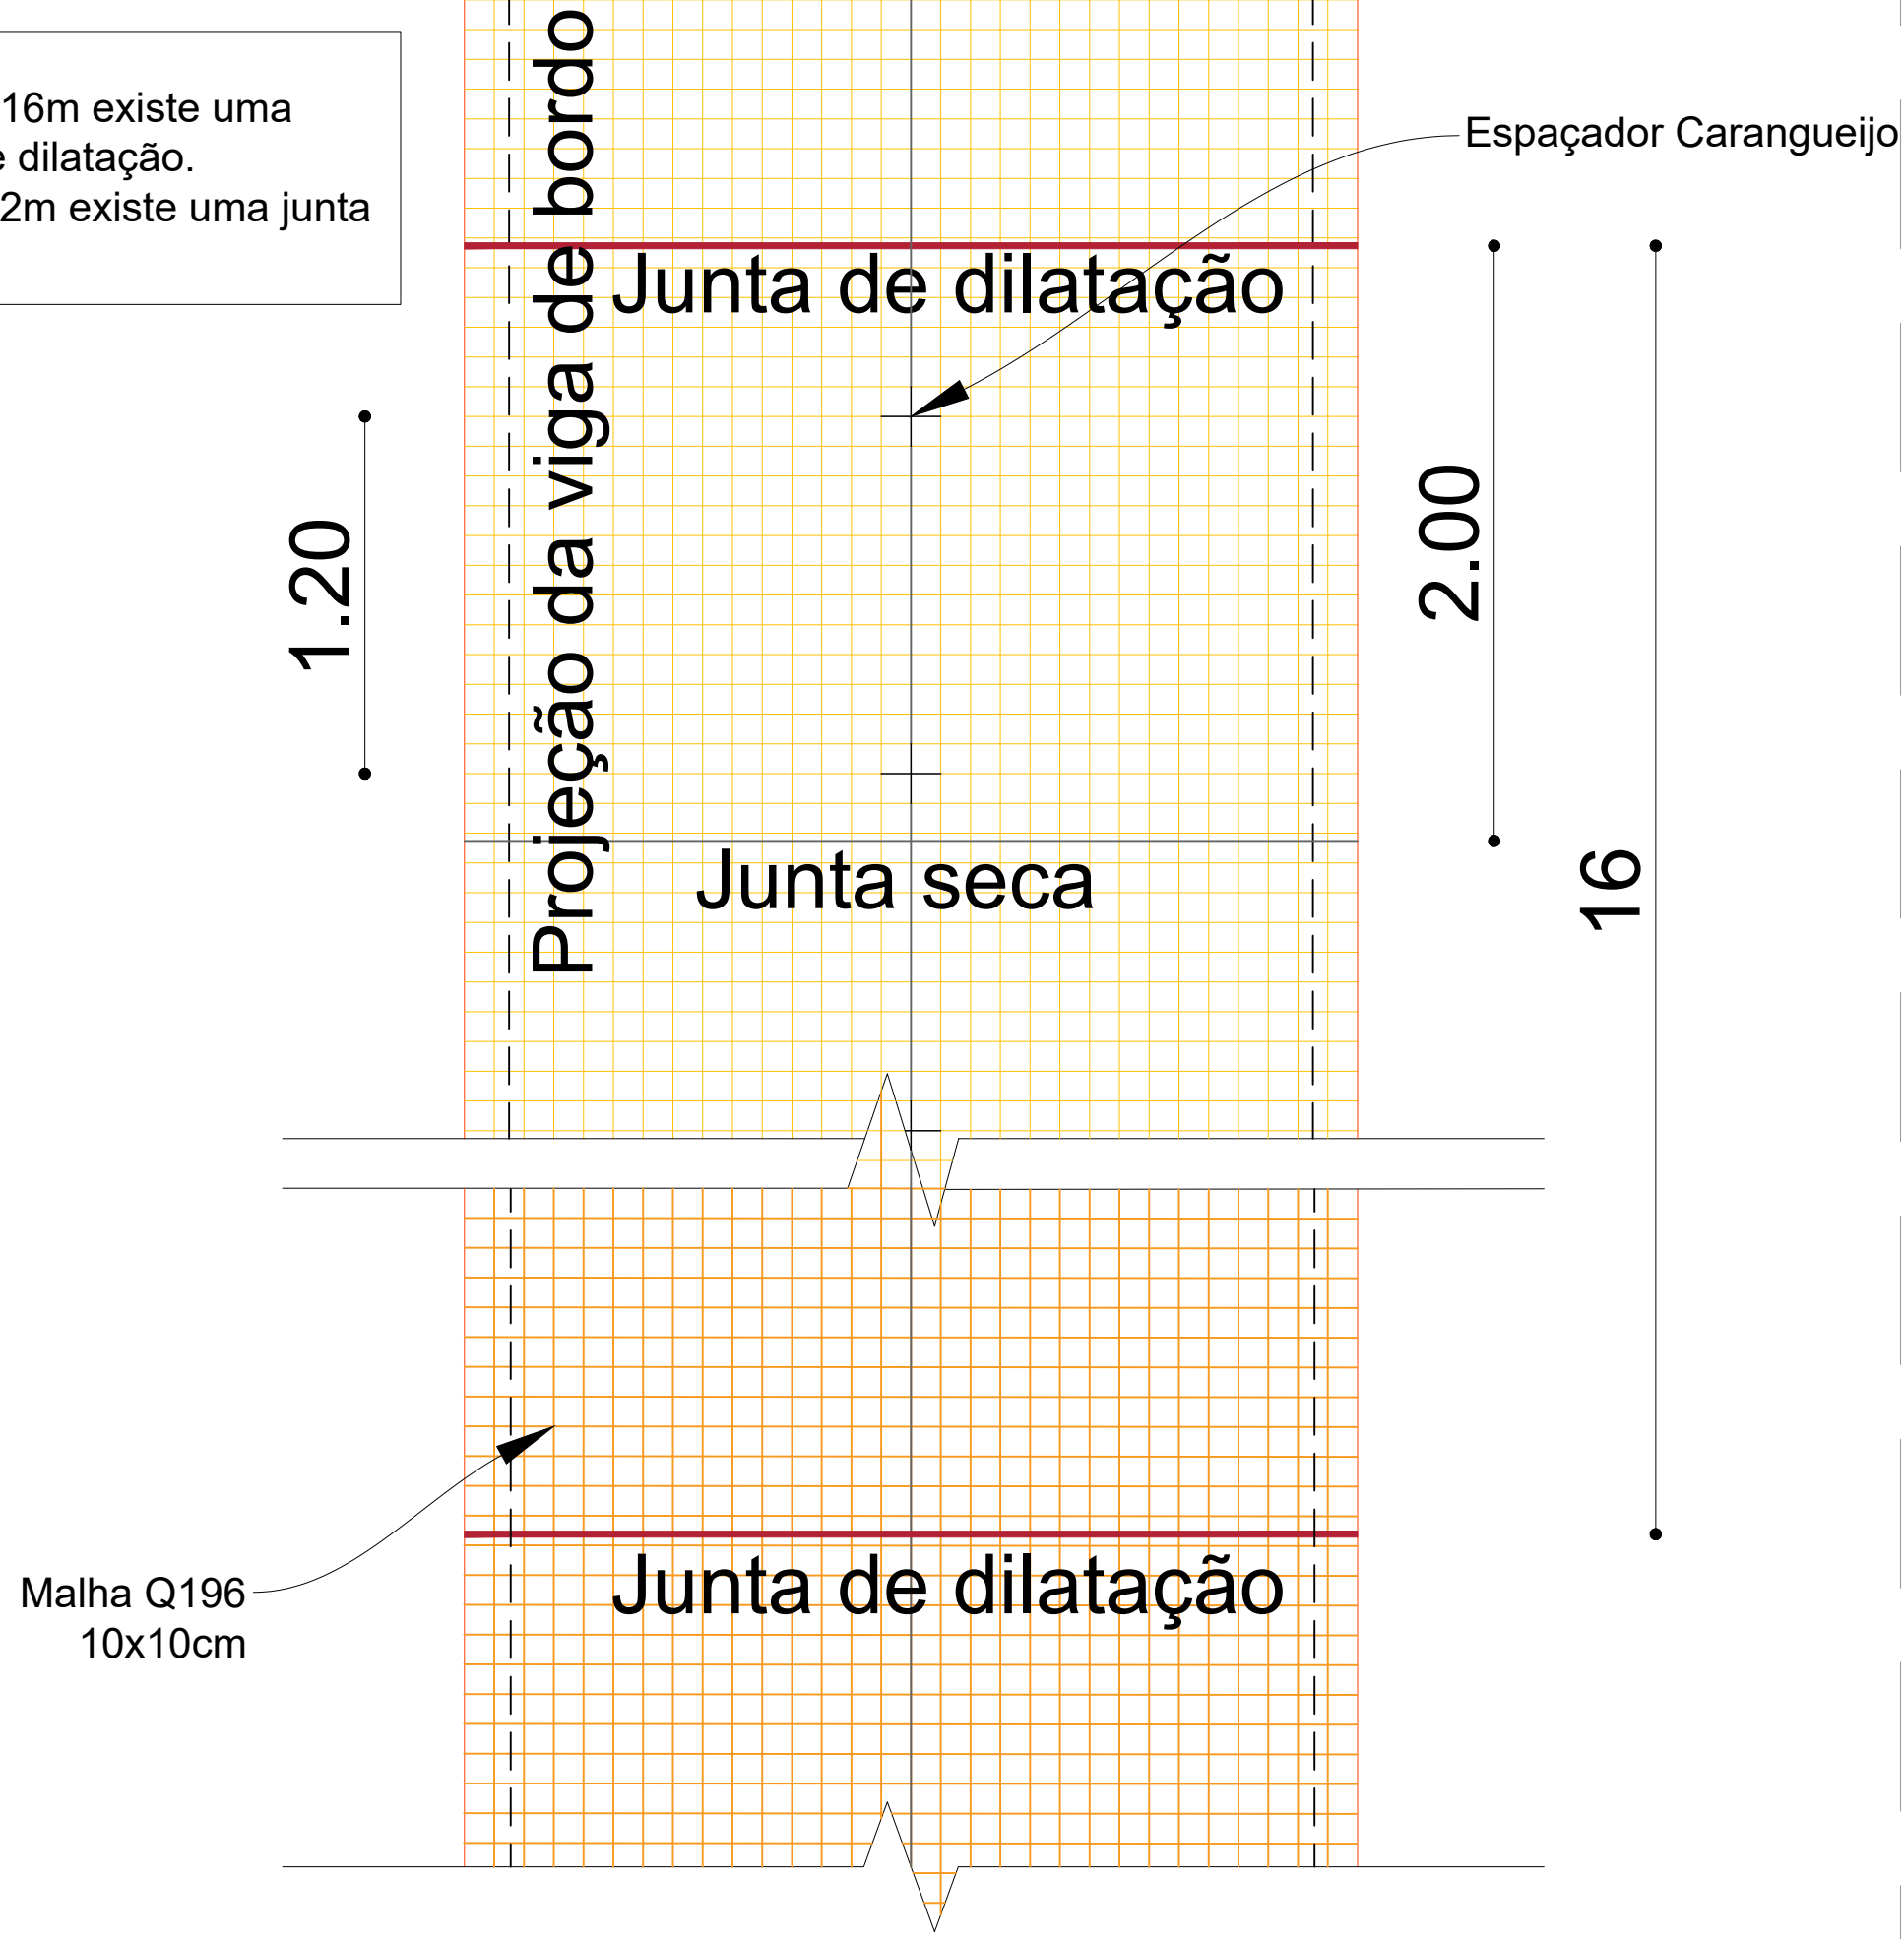 16m existe uma
e dilatação.
2m existe uma junta
Projeção da viga de bordo
Espaçador Carangueijo
Junta de dilatação
1.20
2.00
Junta seca
16
Malha Q196
10x10cm
Junta de dilatação